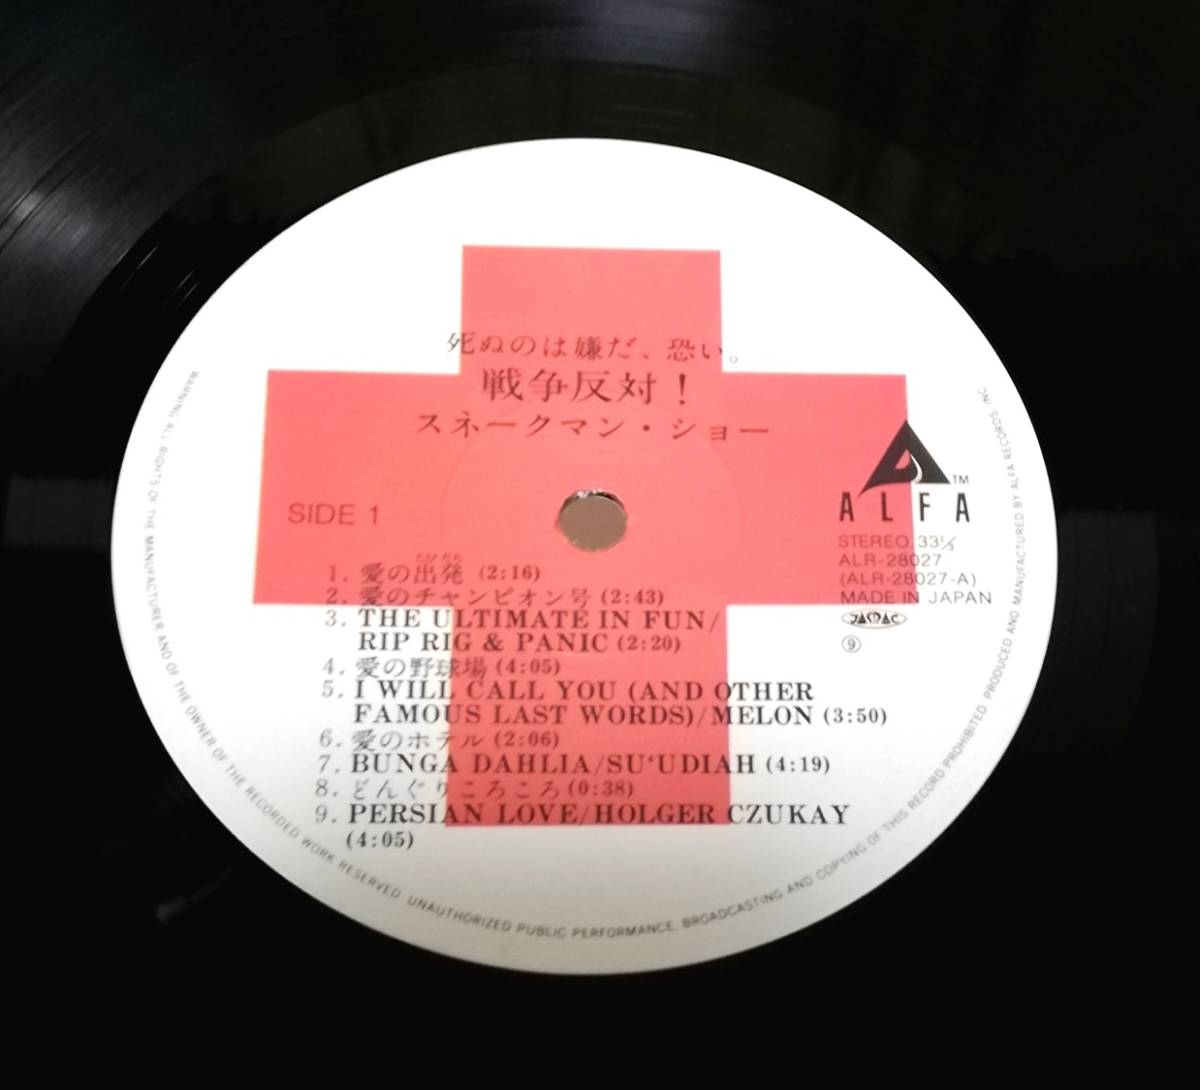 死ぬのは嫌だ、恐い。
戦争反対！
スネークマン・ショー
SIDE 1
ALFA TM
STEREO 33⅓
ALR-28027
(ALR-28027-A)
MADE IN JAPAN
JASRAC
⑨
たび だち
1. 愛の出発 (2:16)
2. 愛のチャンピオン号 (2:43)
3. THE ULTIMATE IN FUN/
RIP RIG & PANIC (2:20)
4. 愛の野球場 (4:05)
5. I WILL CALL YOU (AND OTHER
FAMOUS LAST WORDS)/MELON (3:50)
6. 愛のホテル (2:06)
7. BUNGA DAHLIA/SU'UDIAH (4:19)
8. どんぐりころころ (0:38)
9. PERSIAN LOVE/HOLGER CZUKAY
(4:05)
WARNING ALL RIGHTS OF THE MANUFACTURER AND OF THE OWNER OF THE RECORDED WORK RESERVED. UNAUTHORIZED PUBLIC PERFORMANCE, BROADCASTING AND COPYING OF THIS RECORD PROHIBITED. PRODUCED AND MANUFACTURED BY ALFA RECORDS, INC.